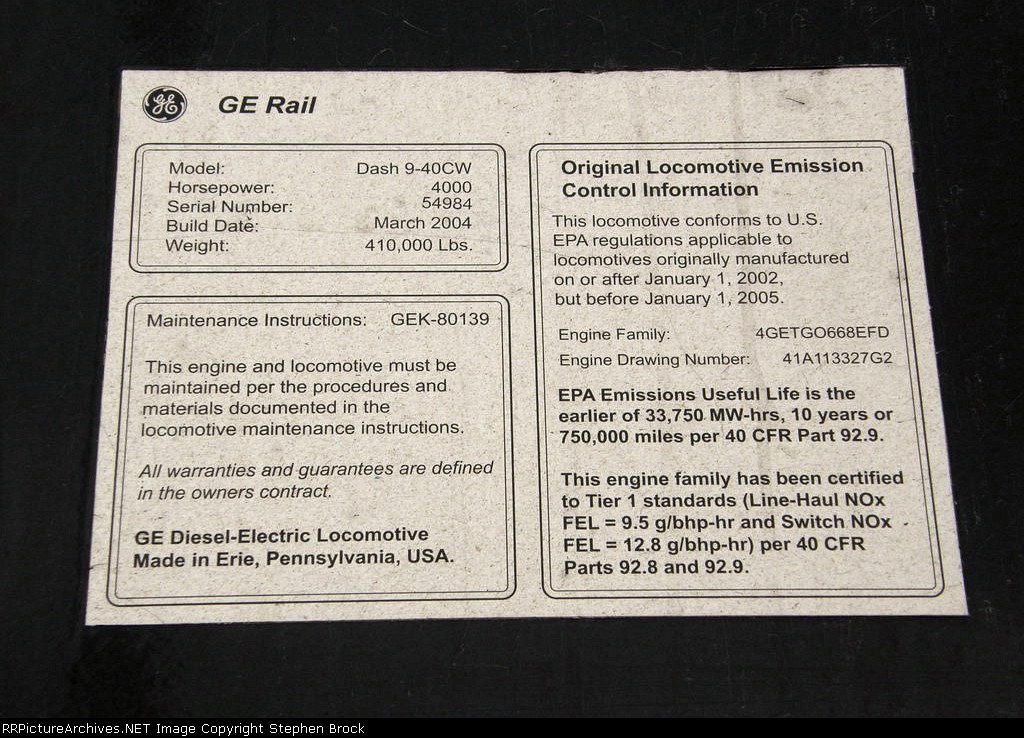 GE Rail
Model: Dash 9-40CW
Horsepower: 4000
Serial Number: 54984
Build Date: March 2004
Weight: 410,000 Lbs.
Maintenance Instructions: GEK-80139
This engine and locomotive must be
maintained per the procedures and
materials documented in the
locomotive maintenance instructions.
All warranties and guarantees are defined
in the owners contract.
GE Diesel-Electric Locomotive
Made in Erie, Pennsylvania, USA.
Original Locomotive Emission
Control Information
This locomotive conforms to U.S.
EPA regulations applicable to
locomotives originally manufactured
on or after January 1, 2002,
but before January 1, 2005.
Engine Family: 4GETGO668EFD
Engine Drawing Number: 41A113327G2
EPA Emissions Useful Life is the
earlier of 33,750 MW-hrs, 10 years or
750,000 miles per 40 CFR Part 92.9.
This engine family has been certified
to Tier 1 standards (Line-Haul NOx
FEL = 9.5 g/bhp-hr and Switch NOx
FEL = 12.8 g/bhp-hr) per 40 CFR
Parts 92.8 and 92.9.
RRPictureArchives.NET Image Copyright Stephen Brock